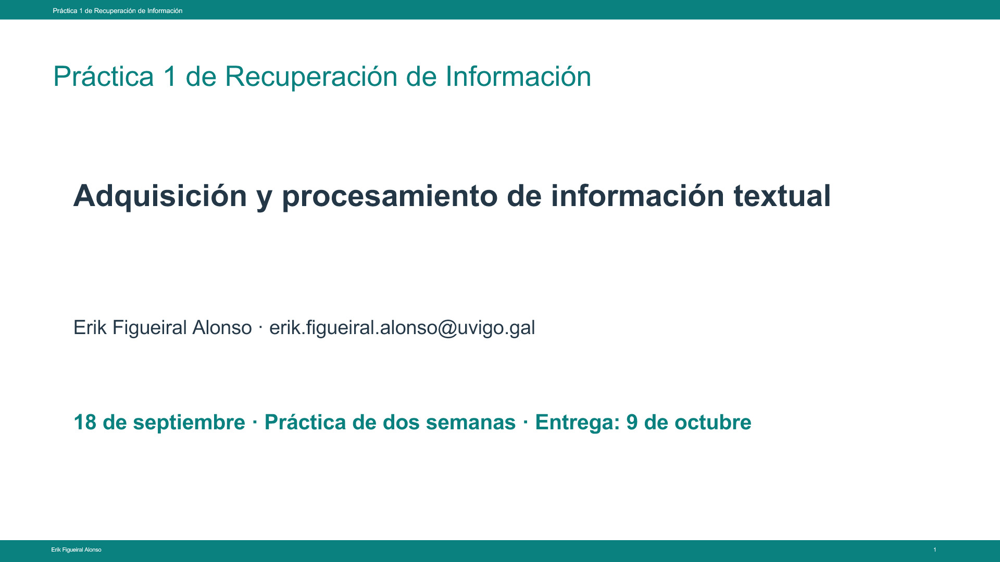 Práctica 1 de Recuperación de Información
Práctica 1 de Recuperación de Información
Adquisición y procesamiento de información textual
Erik Figueiral Alonso · erik.figueiral.alonso@uvigo.gal
18 de septiembre · Práctica de dos semanas · Entrega: 9 de octubre
Erik Figueiral Alonso
1